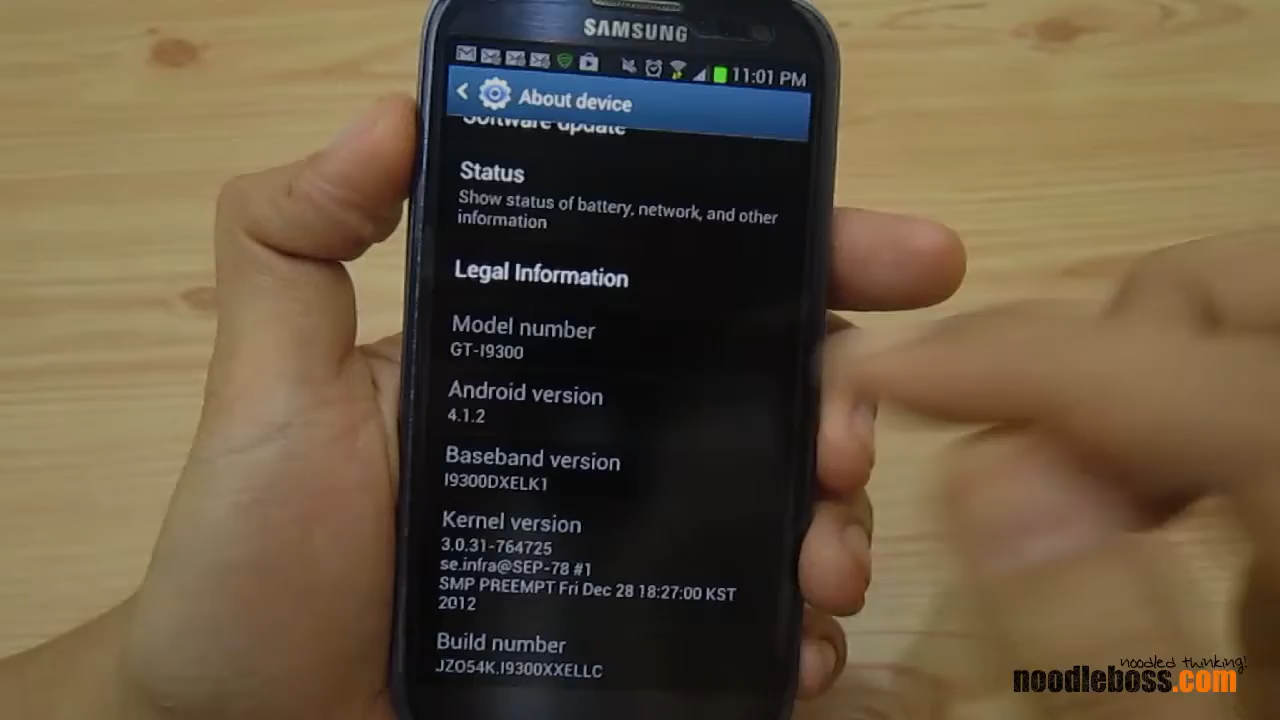 SAMSUNG
11:01 PM
About device
Software update
Status
Show status of battery, network, and other
information
Legal Information
Model number
GT-I9300
Android version
4.1.2
Baseband version
I9300DXELK1
Kernel version
3.0.31-764725
se.infra@SEP-78 #1
SMP PREEMPT Fri Dec 28 18:27:00 KST
2012
Build number
JZO54K.I9300XXELLC
noodled thinking!
noodleboss.com